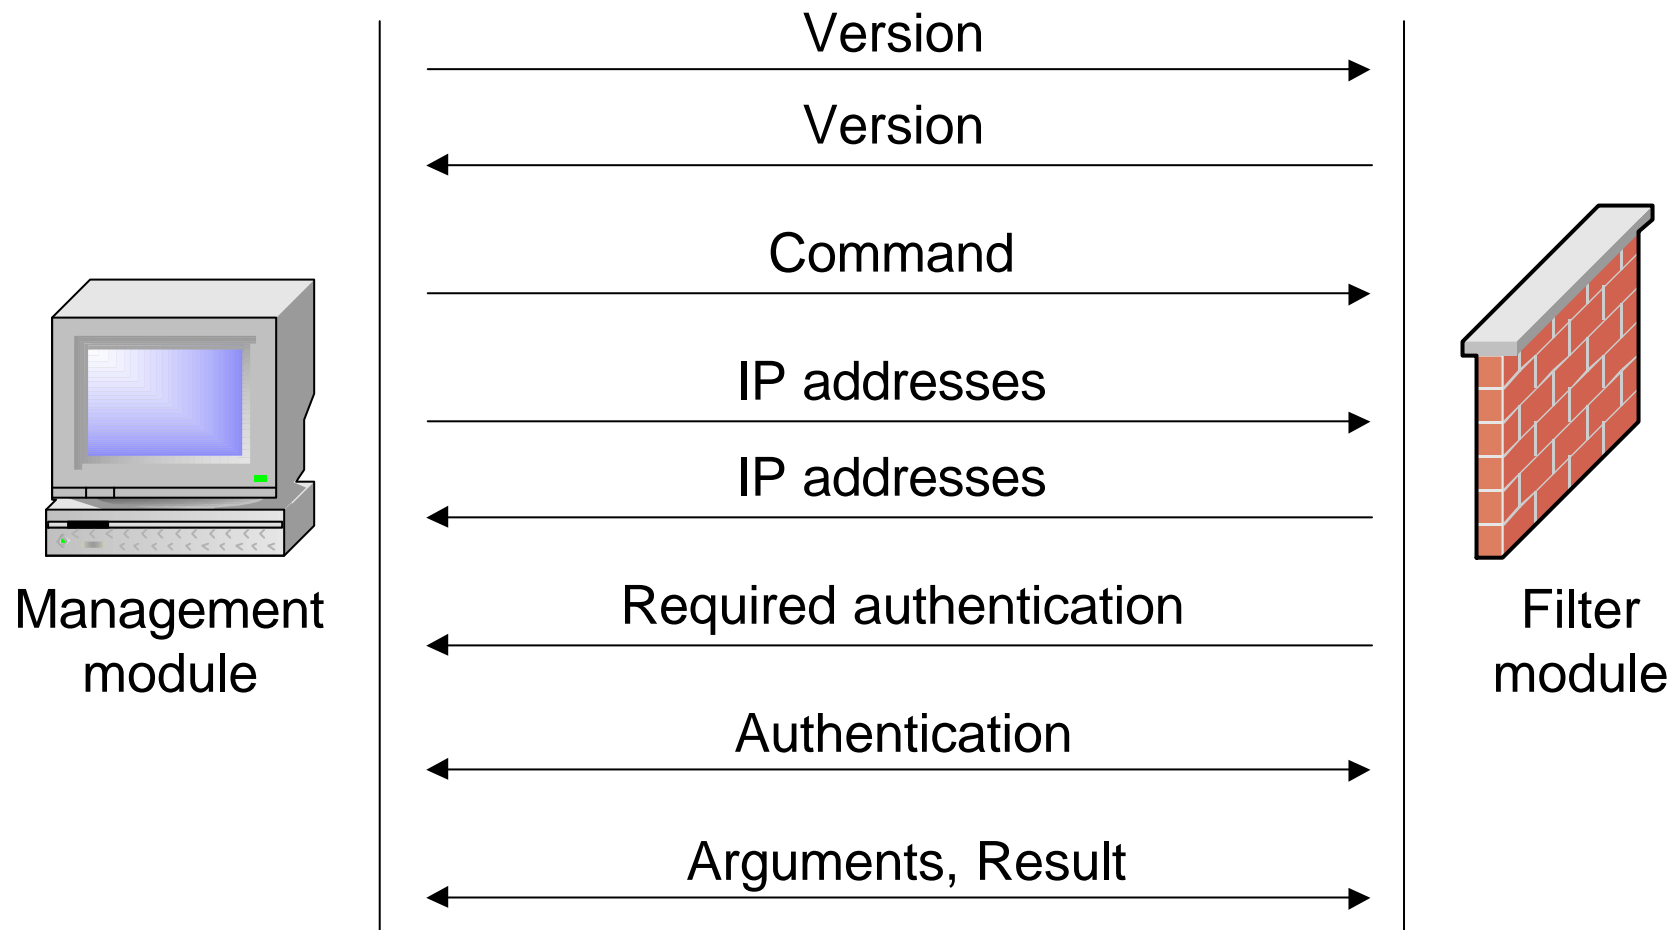 Version
Version
Command
IP addresses
IP addresses
Required authentication
Authentication
Arguments, Result
Management
module
Filter
module